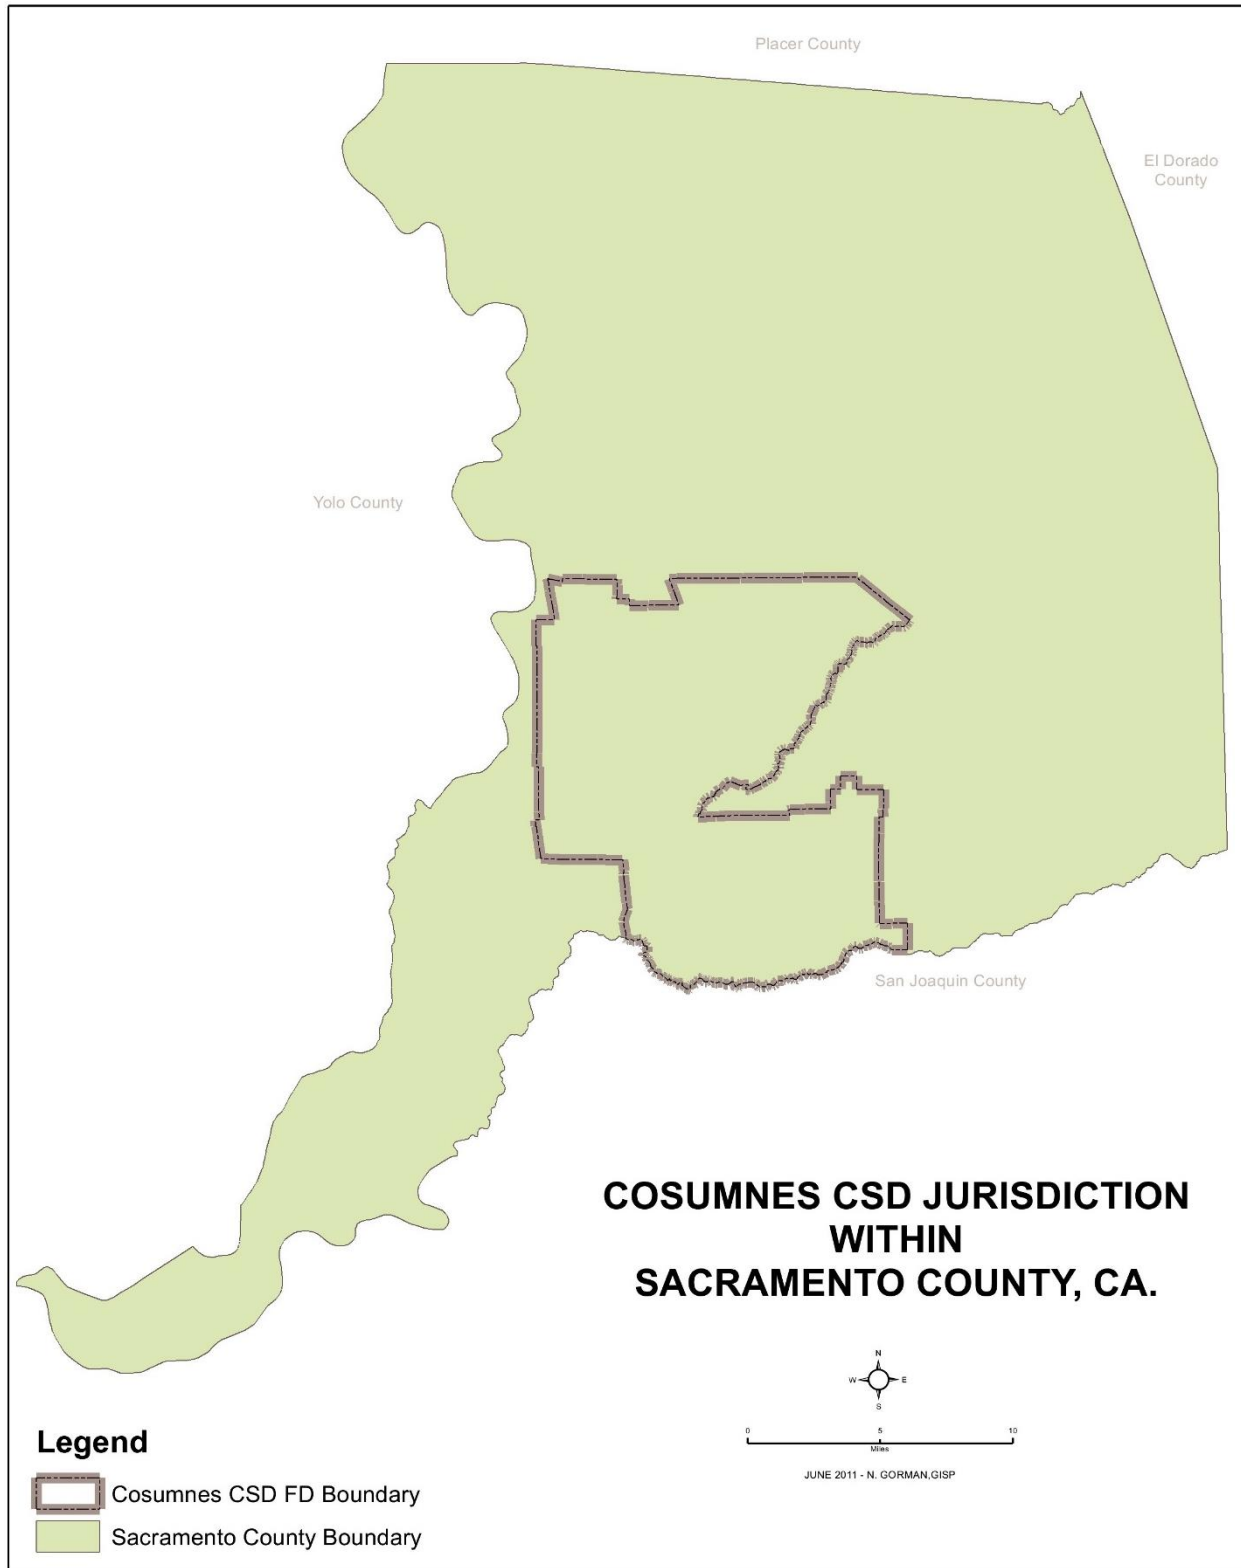 Placer County
El Dorado
County
Yolo County
San Joaquin County
COSUMNES CSD JURISDICTION
WITHIN
SACRAMENTO COUNTY, CA.
N
W E
S
0 5 10
Miles
JUNE 2011 - N. GORMAN,GISP
Legend
Cosumnes CSD FD Boundary
Sacramento County Boundary